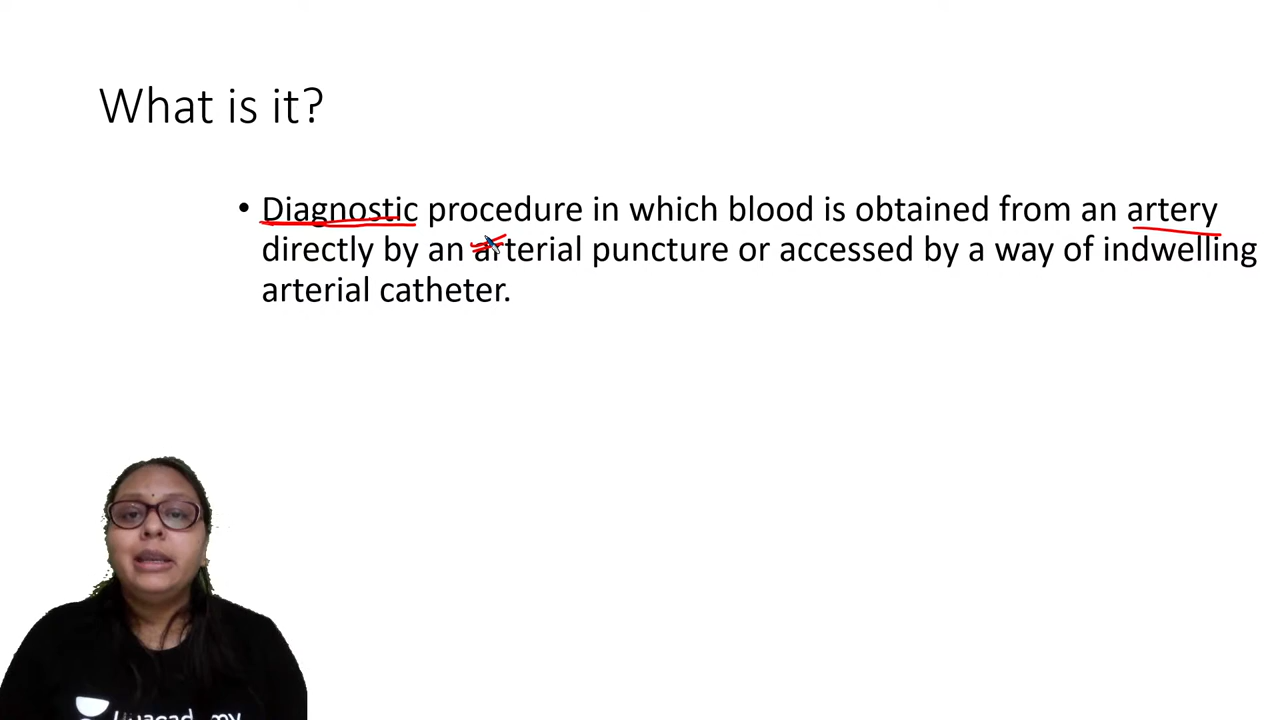 What is it?
• Diagnostic procedure in which blood is obtained from an artery
directly by an arterial puncture or accessed by a way of indwelling
arterial catheter.